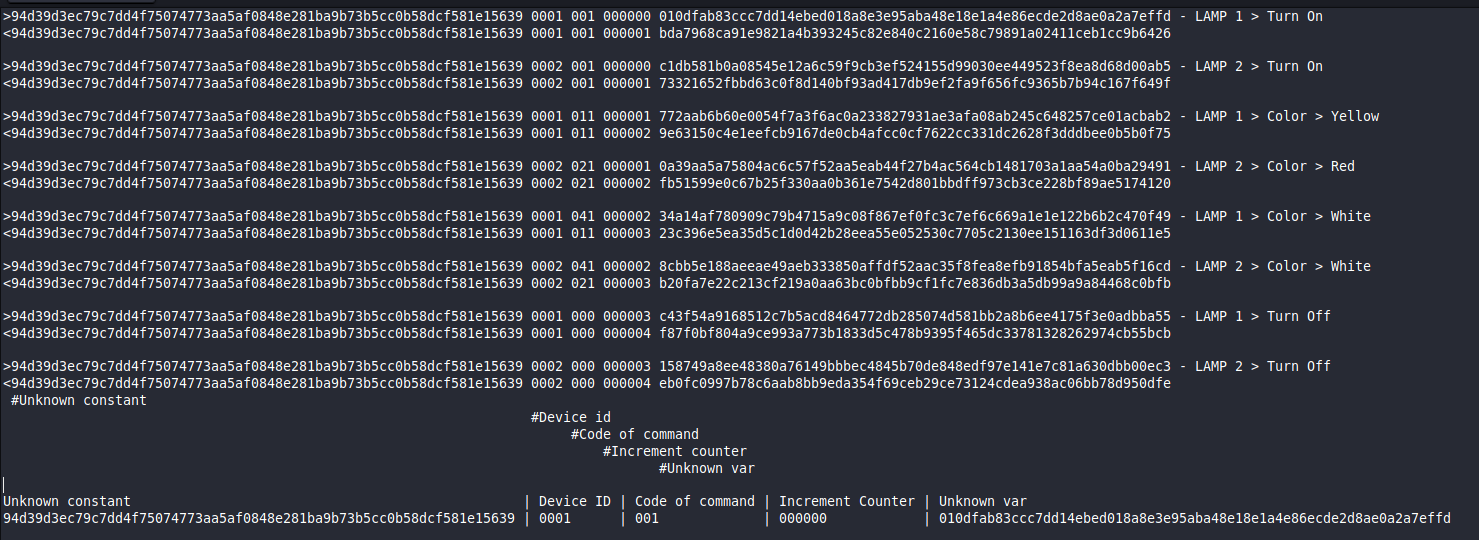 >94d39d3ec79c7dd4f75074773aa5af0848e281ba9b73b5cc0b58dcf581e15639 0001 001 000000 010dfab83ccc7dd14ebed018a8e3e95aba48e18e1a4e86ecde2d8ae0a2a7effd - LAMP 1 > Turn On
<94d39d3ec79c7dd4f75074773aa5af0848e281ba9b73b5cc0b58dcf581e15639 0001 001 000001 bda7968ca91e9821a4b393245c82e840c2160e58c79891a02411ceb1cc9b6426
>94d39d3ec79c7dd4f75074773aa5af0848e281ba9b73b5cc0b58dcf581e15639 0002 001 000000 c1db581b0a08545e12a6c59f9cb3ef524155d99030ee449523f8ea8d68d00ab5 - LAMP 2 > Turn On
<94d39d3ec79c7dd4f75074773aa5af0848e281ba9b73b5cc0b58dcf581e15639 0002 001 000001 73321652fbbd63c0f8d140bf93ad417db9ef2fa9f656fc9365b7b94c167f649f
>94d39d3ec79c7dd4f75074773aa5af0848e281ba9b73b5cc0b58dcf581e15639 0001 011 000001 772aab6b60e0054f7a3f6ac0a233827931ae3afa08ab245c648257ce01acbab2 - LAMP 1 > Color > Yellow
<94d39d3ec79c7dd4f75074773aa5af0848e281ba9b73b5cc0b58dcf581e15639 0001 011 000002 9e63150c4e1eefcb9167de0cb4afcc0cf7622cc331dc2628f3dddbee0b5b0f75
>94d39d3ec79c7dd4f75074773aa5af0848e281ba9b73b5cc0b58dcf581e15639 0002 021 000001 0a39aa5a75804ac6c57f52aa5eab44f27b4ac564cb1481703a1aa54a0ba29491 - LAMP 2 > Color > Red
<94d39d3ec79c7dd4f75074773aa5af0848e281ba9b73b5cc0b58dcf581e15639 0002 021 000002 fb51599e0c67b25f330aa0b361e7542d801bbdff973cb3ce228bf89ae5174120
>94d39d3ec79c7dd4f75074773aa5af0848e281ba9b73b5cc0b58dcf581e15639 0001 041 000002 34a14af780909c79b4715a9c08f867ef0fc3c7ef6c669a1e1e122b6b2c470f49 - LAMP 1 > Color > White
<94d39d3ec79c7dd4f75074773aa5af0848e281ba9b73b5cc0b58dcf581e15639 0001 011 000003 23c396e5ea35d5c1d0d42b28eea55e052530c7705c2130ee151163df3d0611e5
>94d39d3ec79c7dd4f75074773aa5af0848e281ba9b73b5cc0b58dcf581e15639 0002 041 000002 8cbb5e188aeeae49aeb333850affdf52aac35f8fea8efb91854bfa5eab5f16cd - LAMP 2 > Color > White
<94d39d3ec79c7dd4f75074773aa5af0848e281ba9b73b5cc0b58dcf581e15639 0002 021 000003 b20fa7e22c213cf219a0aa63bc0bfbb9cf1fc7e836db3a5db99a9a84468c0bfb
>94d39d3ec79c7dd4f75074773aa5af0848e281ba9b73b5cc0b58dcf581e15639 0001 000 000003 c43f54a9168512c7b5acd8464772db285074d581bb2a8b6ee4175f3e0adbba55 - LAMP 1 > Turn Off
<94d39d3ec79c7dd4f75074773aa5af0848e281ba9b73b5cc0b58dcf581e15639 0001 000 000004 f87f0bf804a9ce993a773b1833d5c478b9395f465dc33781328262974cb55bcb
>94d39d3ec79c7dd4f75074773aa5af0848e281ba9b73b5cc0b58dcf581e15639 0002 000 000003 158749a8ee48380a76149bbbec4845b70de848edf97e141e7c81a630dbb00ec3 - LAMP 2 > Turn Off
<94d39d3ec79c7dd4f75074773aa5af0848e281ba9b73b5cc0b58dcf581e15639 0002 000 000004 eb0fc0997b78c6aab8bb9eda354f69ceb29ce73124cdea938ac06bb78d950dfe
#Unknown constant
#Device id
#Code of command
#Increment counter
#Unknown var
Unknown constant | Device ID | Code of command | Increment Counter | Unknown var
94d39d3ec79c7dd4f75074773aa5af0848e281ba9b73b5cc0b58dcf581e15639 | 0001 | 001 | 000000 | 010dfab83ccc7dd14ebed018a8e3e95aba48e18e1a4e86ecde2d8ae0a2a7effd